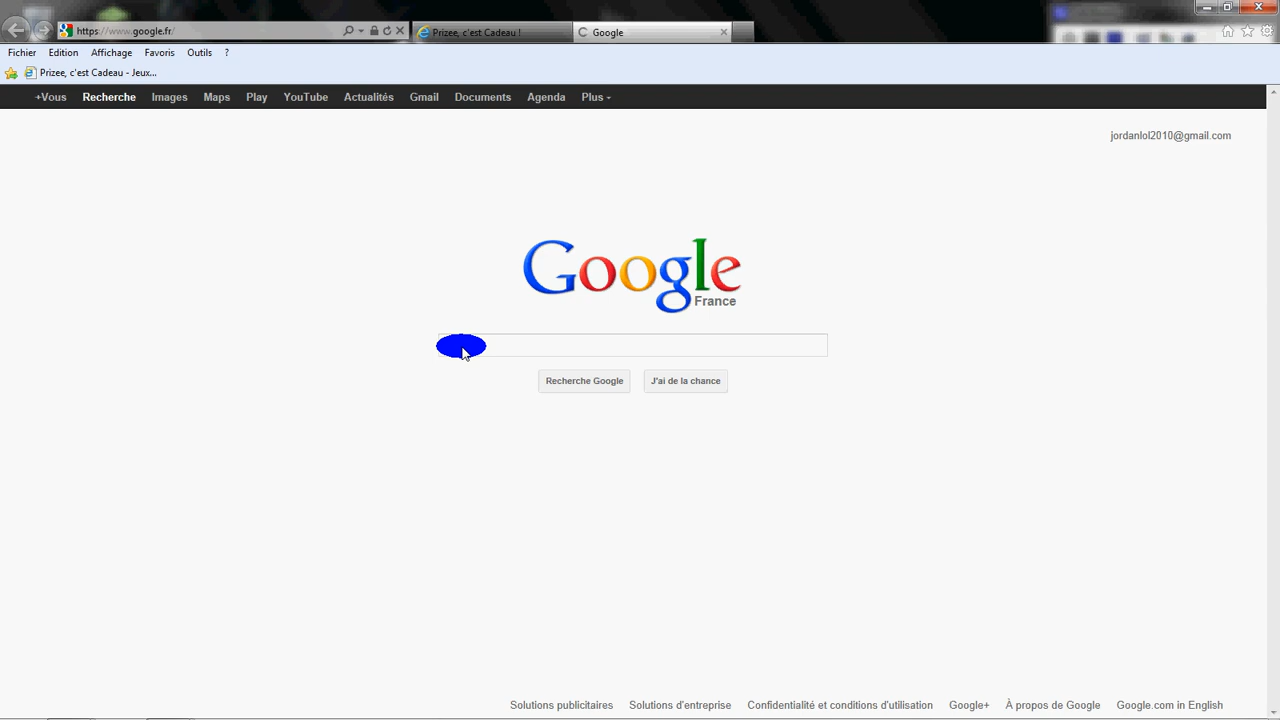 https://www.google.fr/
Prizee, c'est Cadeau !
Google
Fichier Edition Affichage Favoris Outils ?
Prizee, c'est Cadeau - Jeux...
+Vous Recherche Images Maps Play YouTube Actualités Gmail Documents Agenda Plus
jordanlol2010@gmail.com
Google
France
Recherche Google J'ai de la chance
Solutions publicitaires Solutions d'entreprise Confidentialité et conditions d'utilisation Google+ À propos de Google Google.com in English